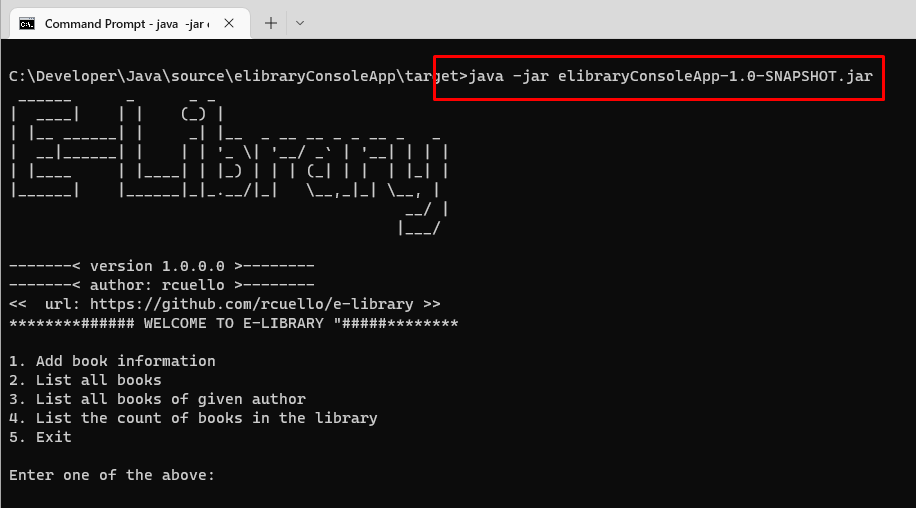 Command Prompt - java -jar e
C:\Developer\Java\source\elibraryConsoleApp\target>java -jar elibraryConsoleApp-1.0-SNAPSHOT.jar
E-Library
-------< version 1.0.0.0 >--------
-------< author: rcuello >--------
<<  url: https://github.com/rcuello/e-library >>
********###### WELCOME TO E-LIBRARY "#####********
1. Add book information
2. List all books
3. List all books of given author
4. List the count of books in the library
5. Exit
Enter one of the above: